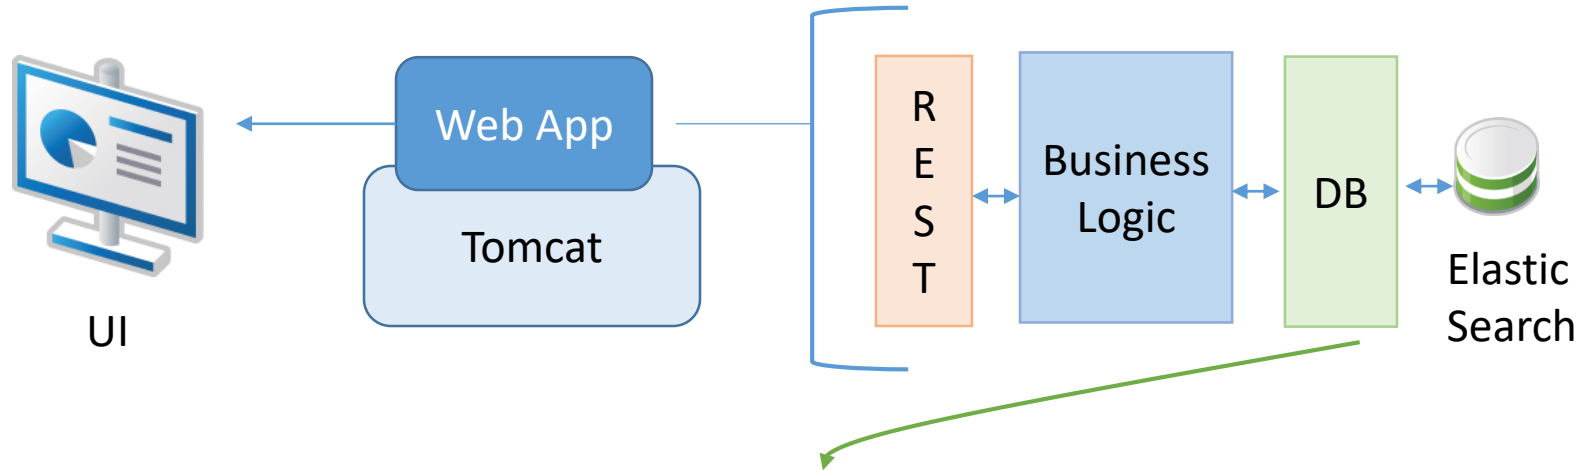 UI
Web App
Tomcat
R
E
S
T
Business
Logic
DB
Elastic
Search